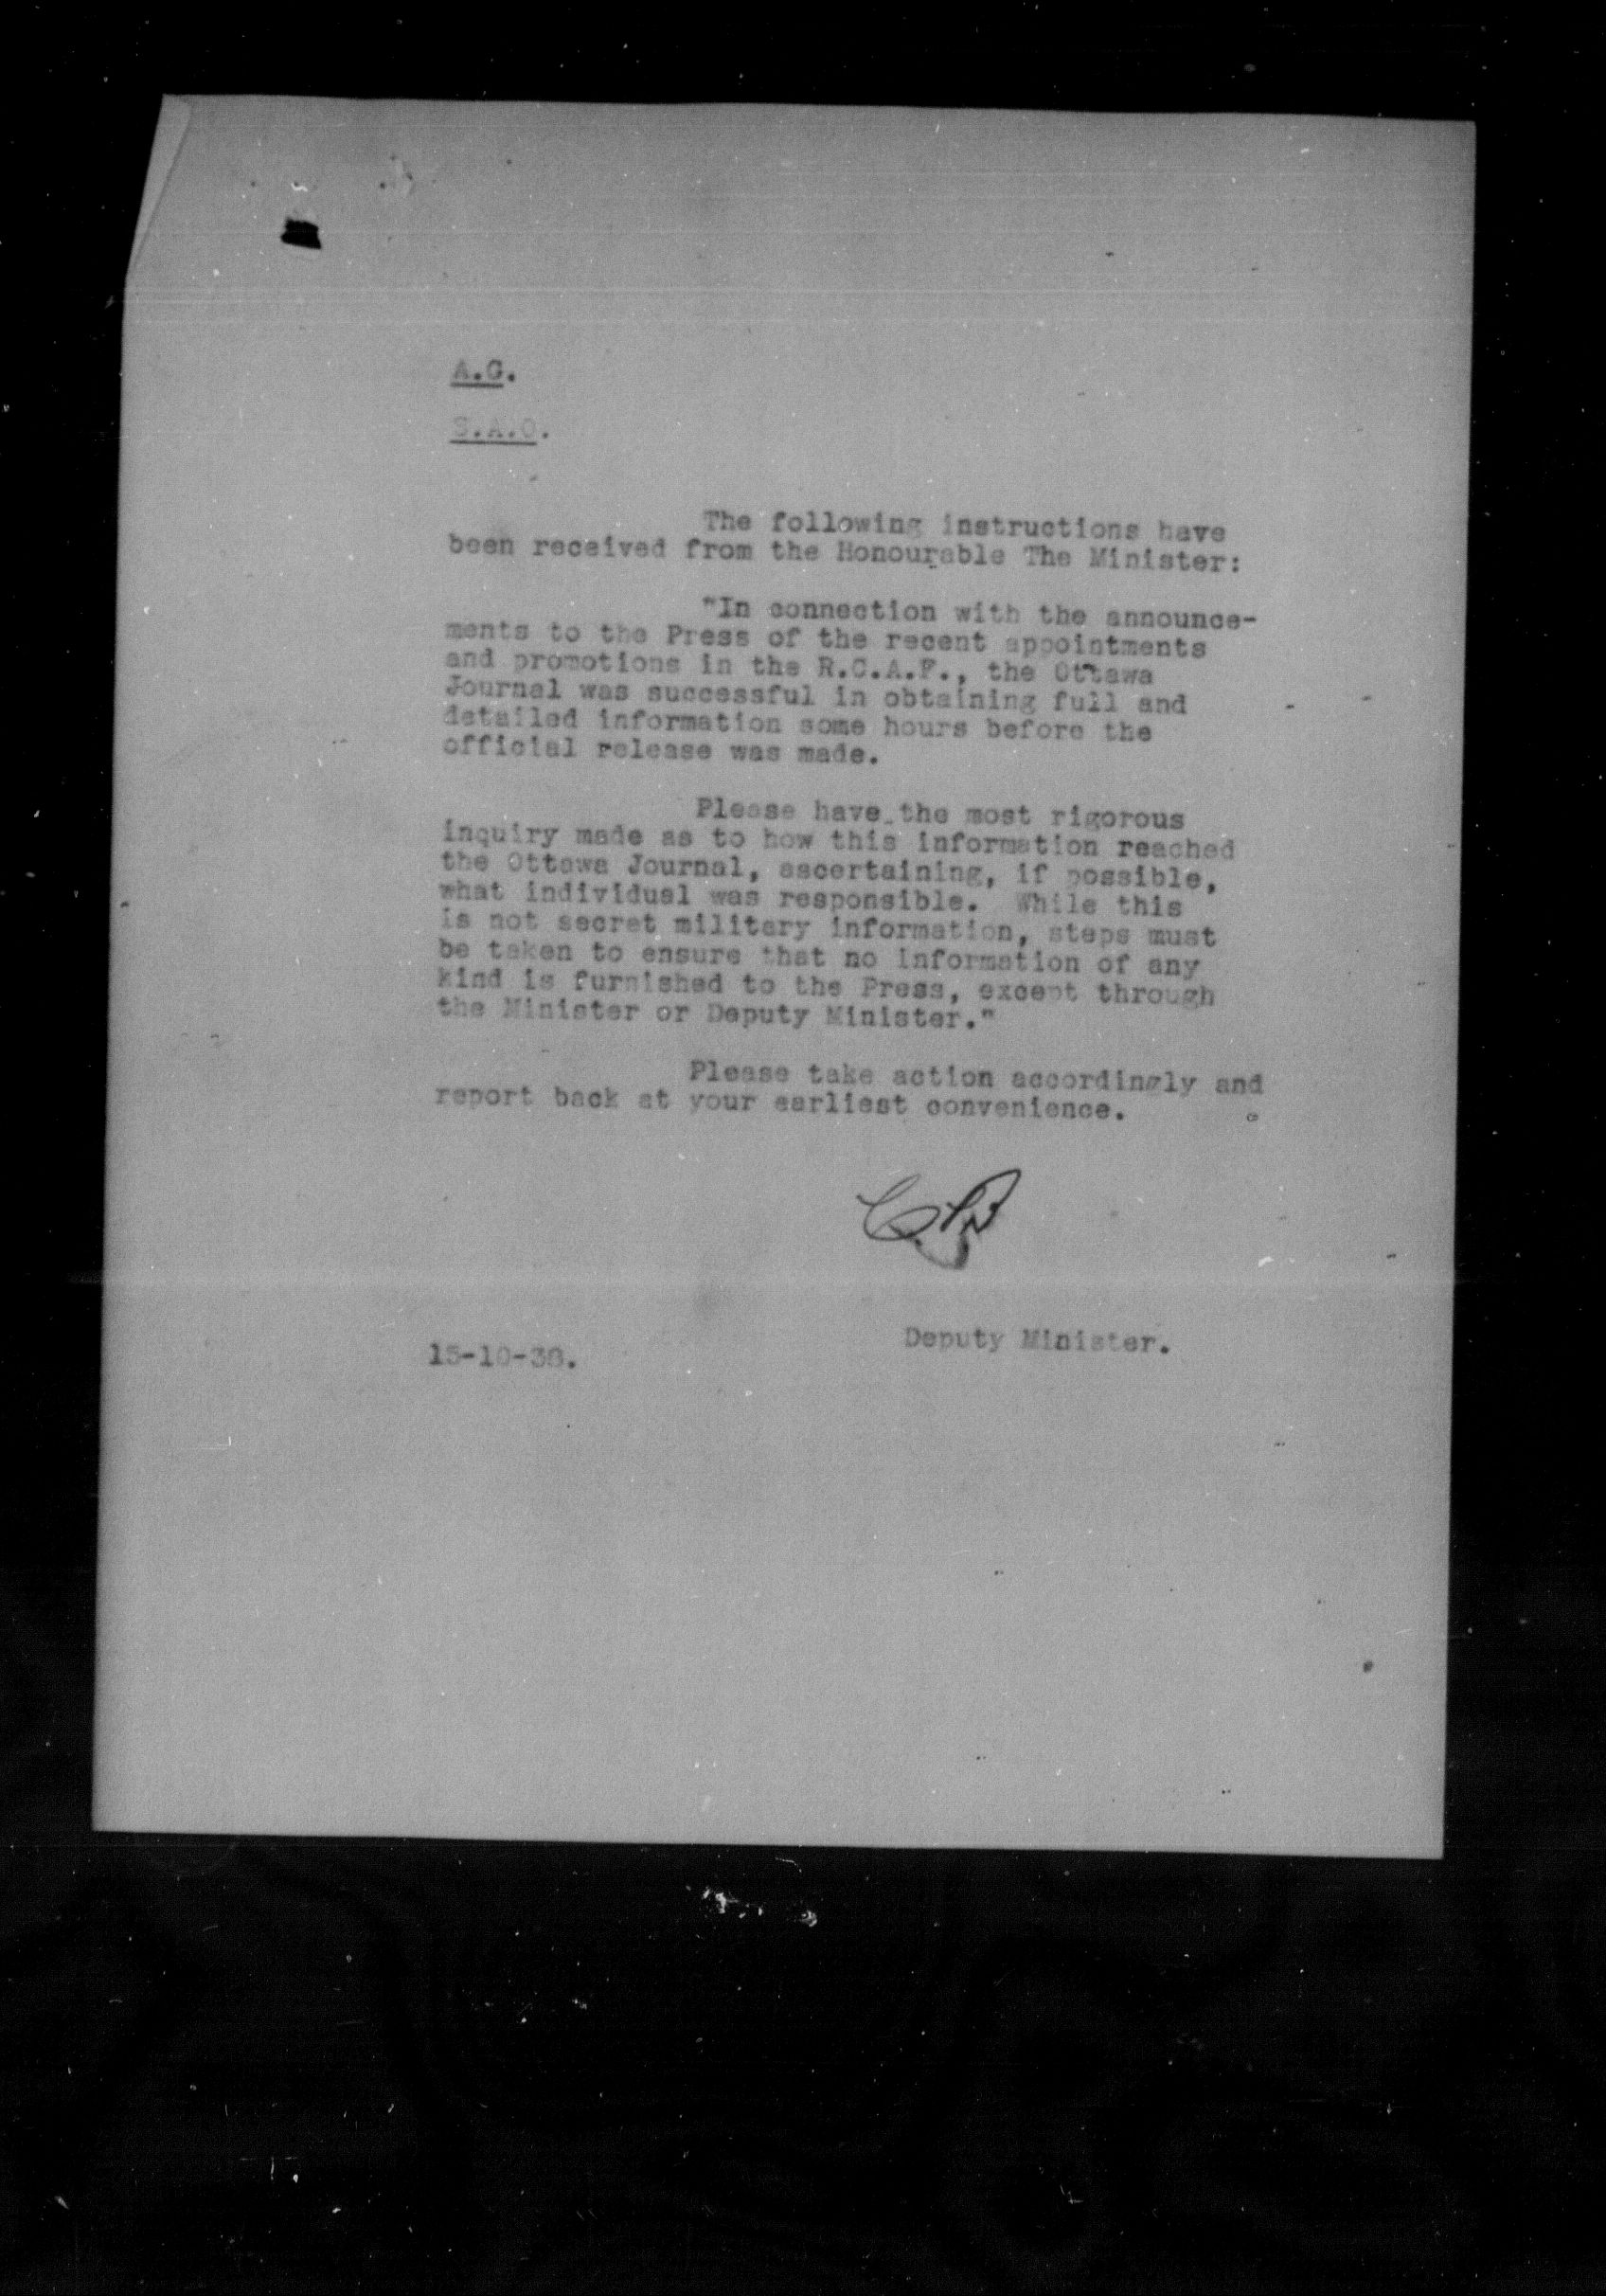 A.G.
S.A.O.
The following instructions have
been received from the Honourable The Minister:
"In connection with the announce-
ments to the Press of the recent appointments
and promotions in the R.C.A.F., the Ottawa
Journal was successful in obtaining full and
detailed information some hours before the
official release was made.
Please have the most rigorous
inquiry made as to how this information reached
the Ottawa Journal, ascertaining, if possible,
what individual was responsible. While this
is not secret military information, steps must
be taken to ensure that no information of any
kind is furnished to the Press, except through
the Minister or Deputy Minister."
Please take action accordingly and
report back at your earliest convenience.
Deputy Minister.
15-10-38.